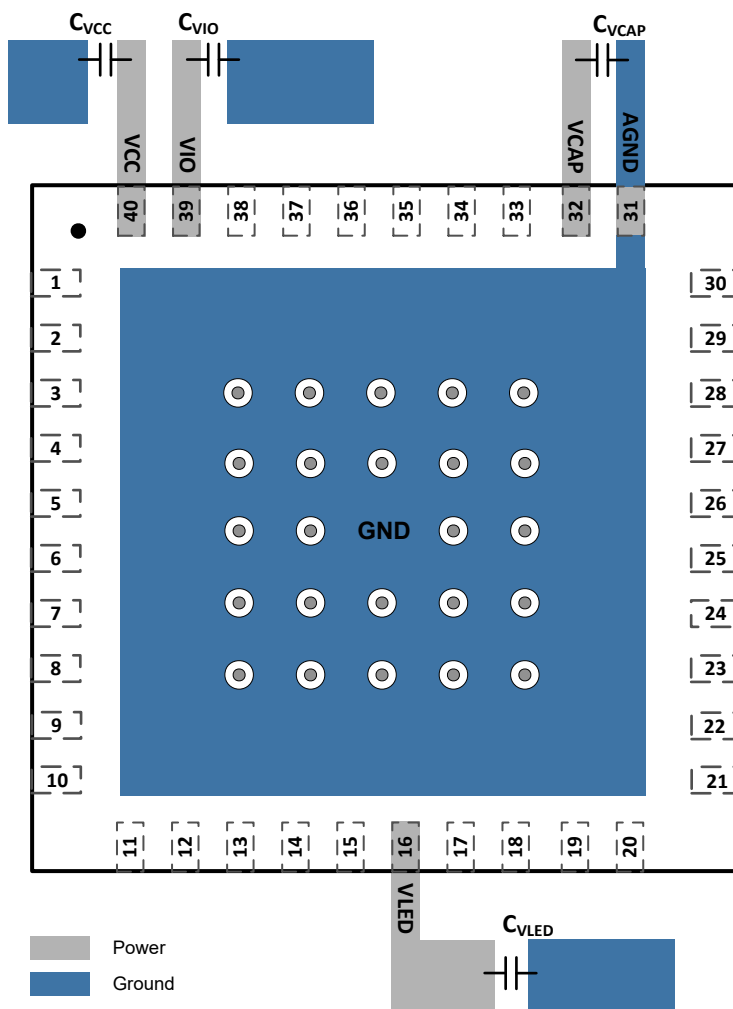 CVCC CVIO CVCAP
VCC VIO VCAP AGND
40 39 38 37 36 35 34 33 32 31
1 30
2 29
3 28
4 27
5 26
GND
6 25
7 24
8 23
9 22
10 21
11 12 13 14 15 16 17 18 19 20
VLED
CVLED
Power
Ground